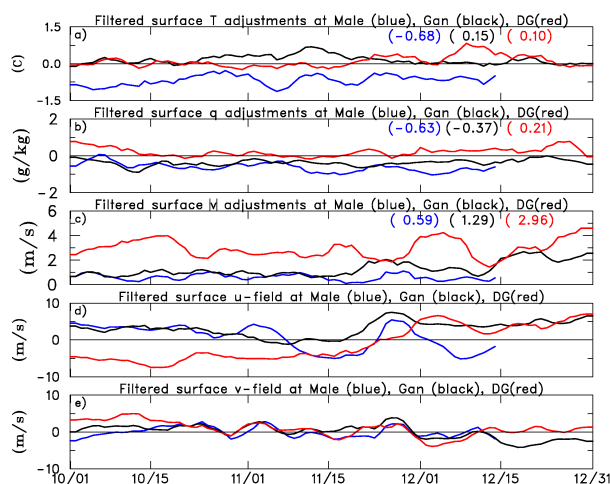 Filtered surface T adjustments at Male (blue), Gan (black), DG(red)
a)
(-0.68) ( 0.15) ( 0.10)
1.5
0.0
-1.5
(C)
Filtered surface q adjustments at Male (blue), Gan (black), DG(red)
b)
(-0.63) (-0.37) ( 0.21)
2
0
-2
(g/kg)
Filtered surface |V| adjustments at Male (blue), Gan (black), DG(red)
c)
( 0.59) ( 1.29) ( 2.96)
6
4
2
0
(m/s)
Filtered surface u-field at Male (blue), Gan (black), DG(red)
d)
10
5
0
-5
-10
(m/s)
Filtered surface v-field at Male (blue), Gan (black), DG(red)
e)
10
5
0
-10
(m/s)
10/01 10/15 11/01 11/15 12/01 12/15 12/31